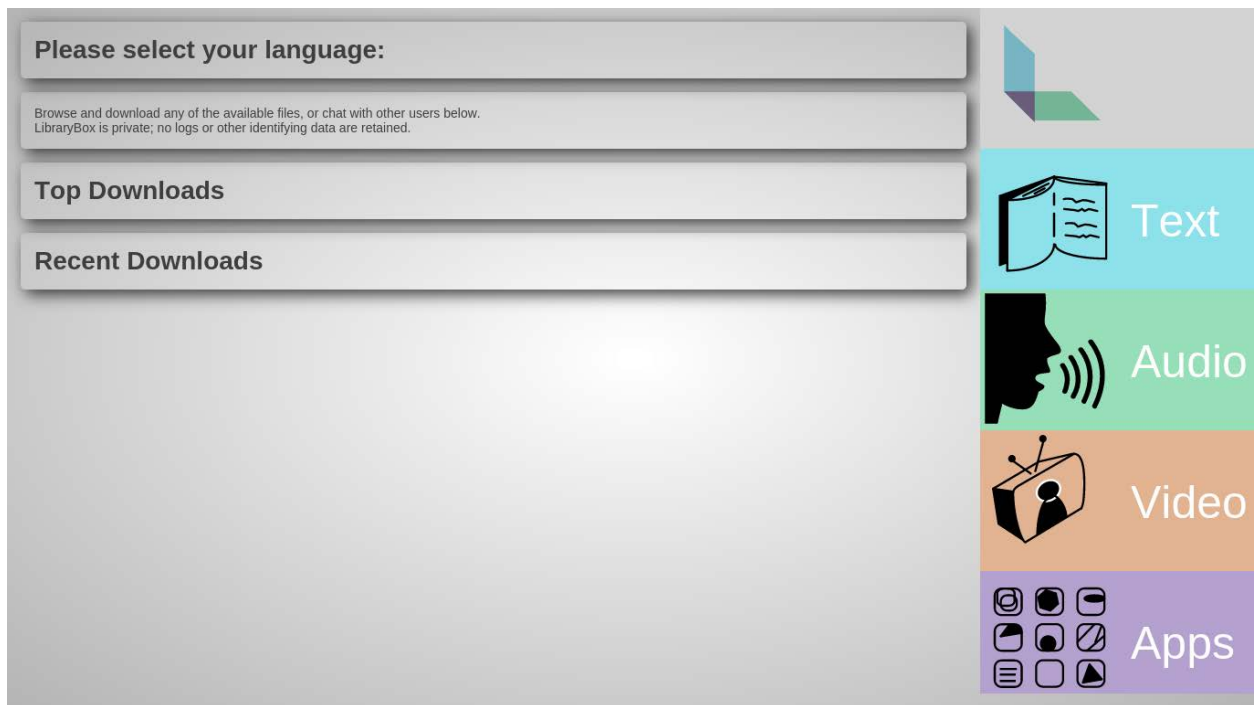 Please select your language:
Browse and download any of the available files, or chat with other users below.
LibraryBox is private; no logs or other identifying data are retained.
Top Downloads
Recent Downloads
Text
Audio
Video
Apps